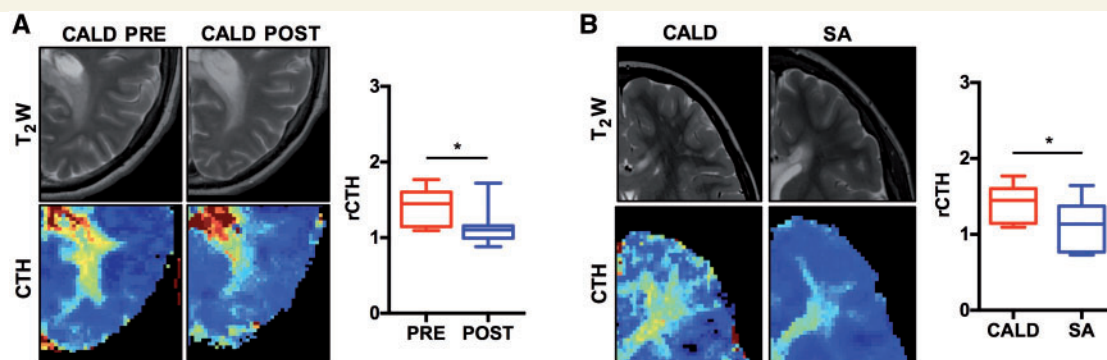 A
CALD PRE
CALD POST
T2W
CTH
rCTH
3
2
1
0
*
PRE
POST
B
CALD
SA
T2W
CTH
rCTH
3
2
1
0
*
CALD
SA